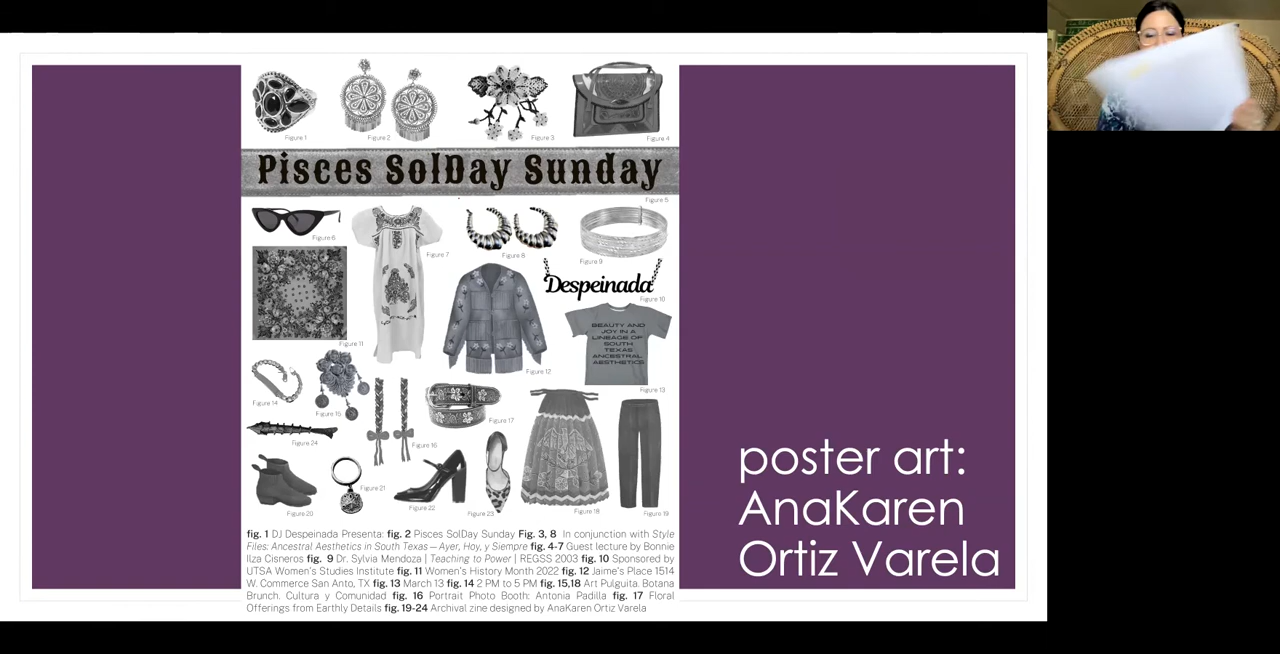 Figure 1
Figure 2
Figure 3
Figure 4
Pisces SolDay Sunday
Figure 5
Figure 6
Figure 7
Figure 8
Figure 9
Despeinada
Figure 10
Figure 11
Figure 12
BEAUTY AND
JOY IN A
LINEAGE OF
SOUTH
TEXAS
ANCESTRAL
AESTHETICS
Figure 13
Figure 14
Figure 15
Figure 16
Figure 17
Figure 24
Figure 18
Figure 19
Figure 20
Figure 21
Figure 22
Figure 23
fig. 1 DJ Despeinada Presenta: fig. 2 Pisces SolDay Sunday Fig. 3, 8 In conjunction with Style
Files: Ancestral Aesthetics in South Texas—Ayer, Hoy, y Siempre fig. 4-7 Guest lecture by Bonnie
Ilza Cisneros fig. 9 Dr. Sylvia Mendoza | Teaching to Power | REGSS 2003 fig. 10 Sponsored by
UTSA Women's Studies Institute fig. 11 Women's History Month 2022 fig. 12 Jaime's Place 1514
W. Commerce San Anto, TX fig. 13 March 13 fig. 14 2 PM to 5 PM fig. 15,18 Art Pulguita. Botana
Brunch. Cultura y Comunidad fig. 16 Portrait Photo Booth: Antonia Padilla fig. 17 Floral
Offerings from Earthly Details fig. 19-24 Archival zine designed by AnaKaren Ortiz Varela
poster art:
AnaKaren
Ortiz Varela